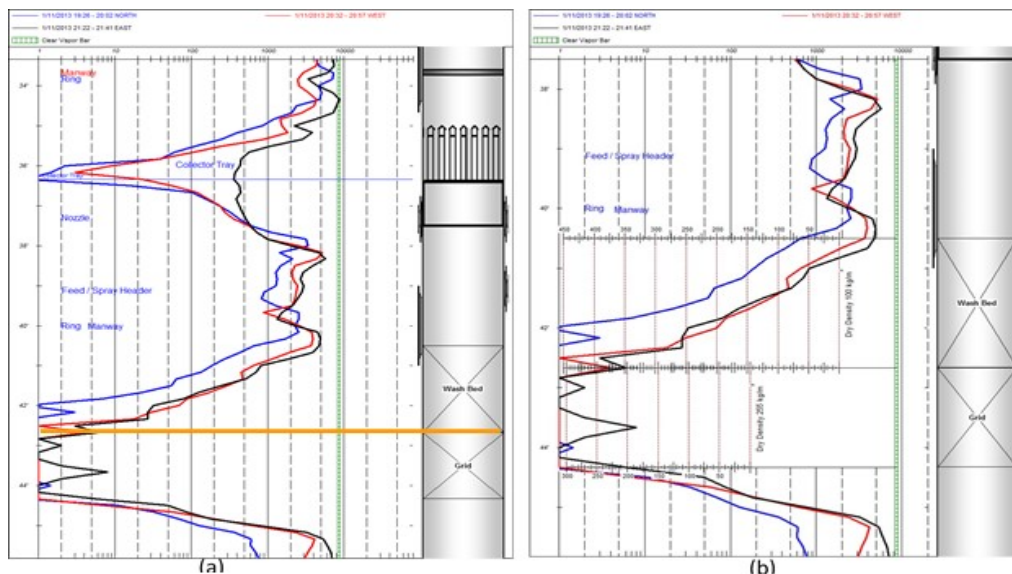 1/11/2013 19:26 - 20:02 NORTH
1/11/2013 20:32 - 20:57 WEST
1/11/2013 21:22 - 21:41 EAST
Clear Vapor Bar
1 10 100 1000 10000
Manway
Ring
34'
36'
Collector Tray
Collector Tray
Nozzle
38'
Feed / Spray Header
40'
Ring Manway
42'
44'
Wash Bed
Grid
(a)
1/11/2013 19:26 - 20:02 NORTH
1/11/2013 20:32 - 20:57 WEST
1/11/2013 21:22 - 21:41 EAST
Clear Vapor Bar
10 100 1000 10000
38'
Feed / Spray Header
40'
Ring Manway
450 400 350 300 250 200 150 100 50
Dry Density 100 kg/m
42'
Dry Density 255 kg/m
44'
300 250 200 150 100 50
Wash Bed
Grid
(b)